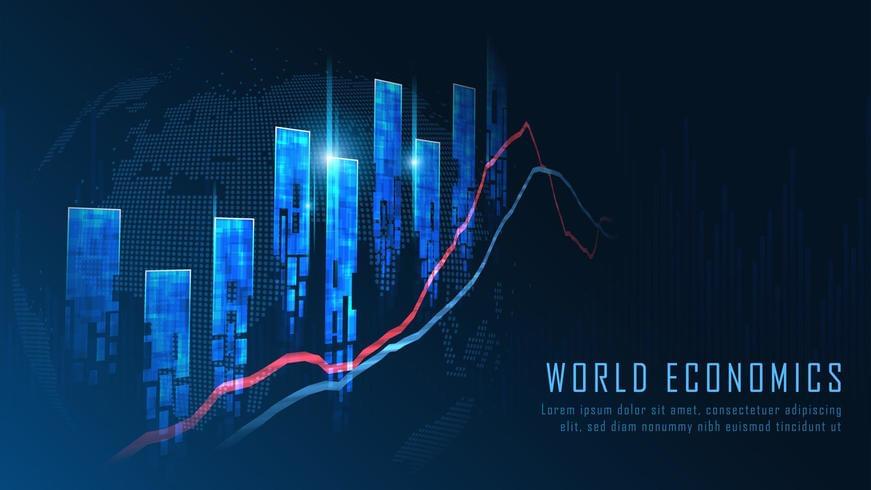 WORLD ECONOMICS
Lorem ipsum dolor sit amet, consectetuer adipiscing
elit, sed diam nonummy nibh euismod tincidunt ut